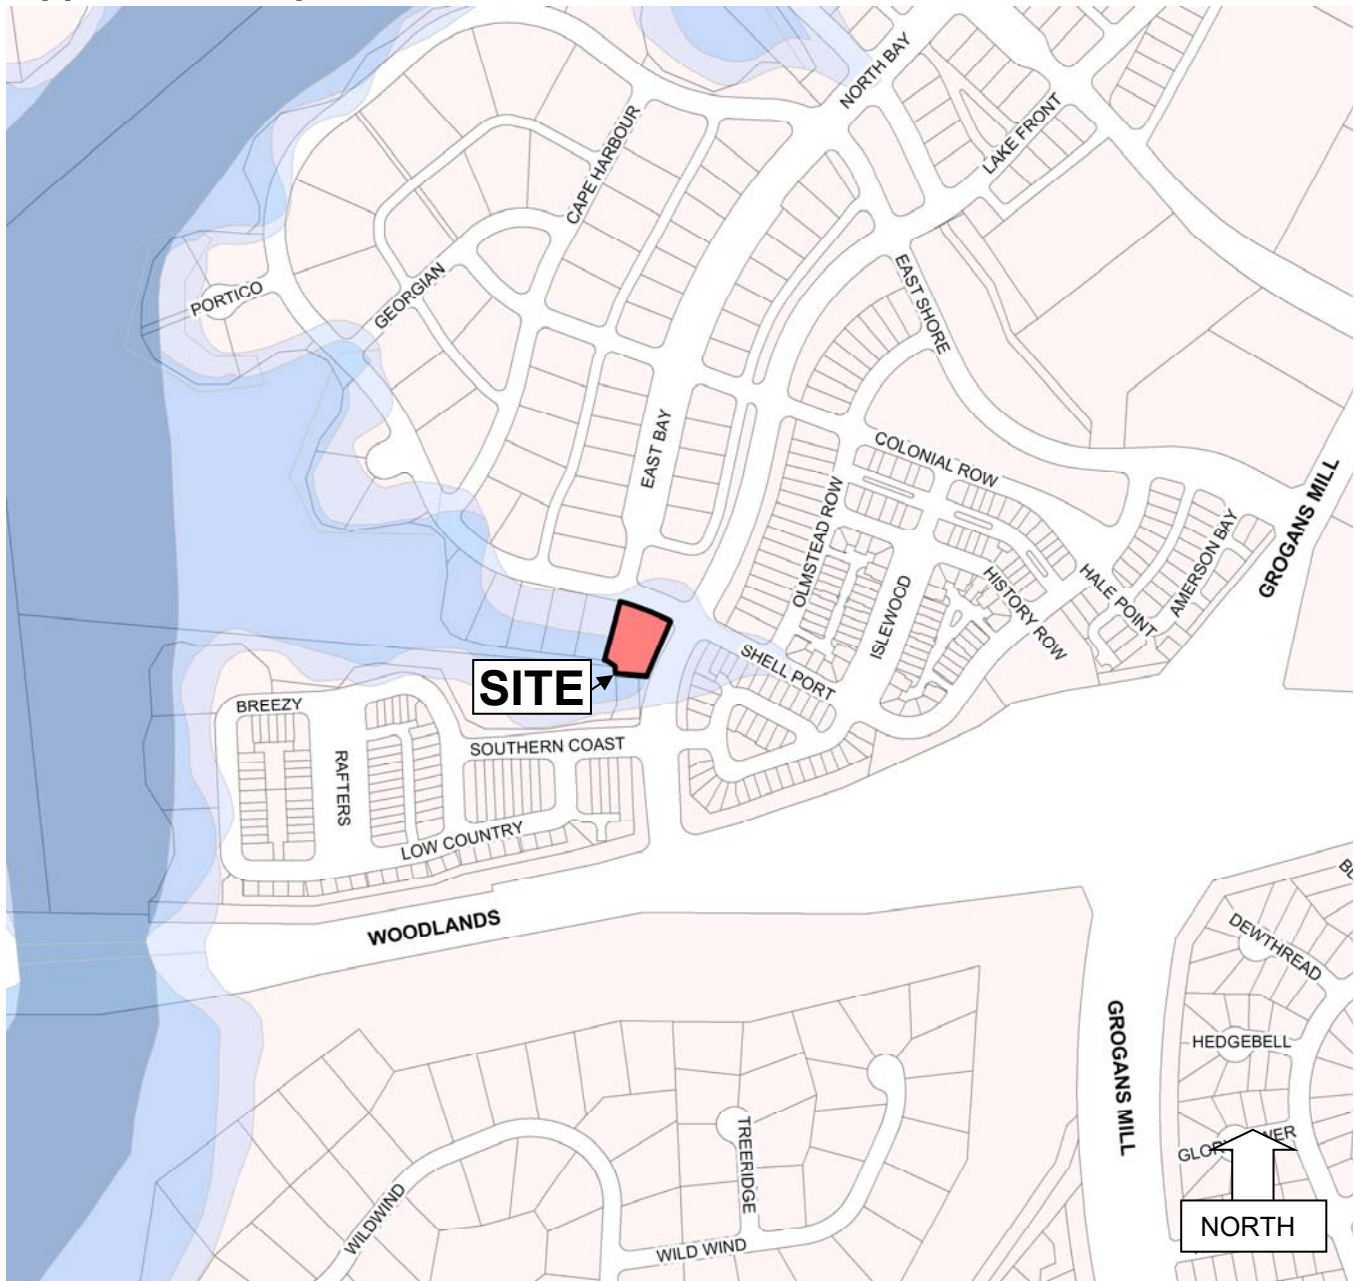 NORTH BAY
LAKE FRONT
CAPE HARBOUR
EAST SHORE
PORTICO
GEORGIAN
EAST BAY
COLONIAL ROW
GROGANS MILL
OLMSTEAD ROW
AMERSON BAY
HALE POINT
HISTORY ROW
ISLEWOOD
SHELL PORT
SITE
BREEZY
SOUTHERN COAST
RAFTERS
LOW COUNTRY
WOODLANDS
DEWTHREAD
GROGANS MILL
HEDGEBELL
TREERIDGE
WILDWIND
WILD WIND
NORTH